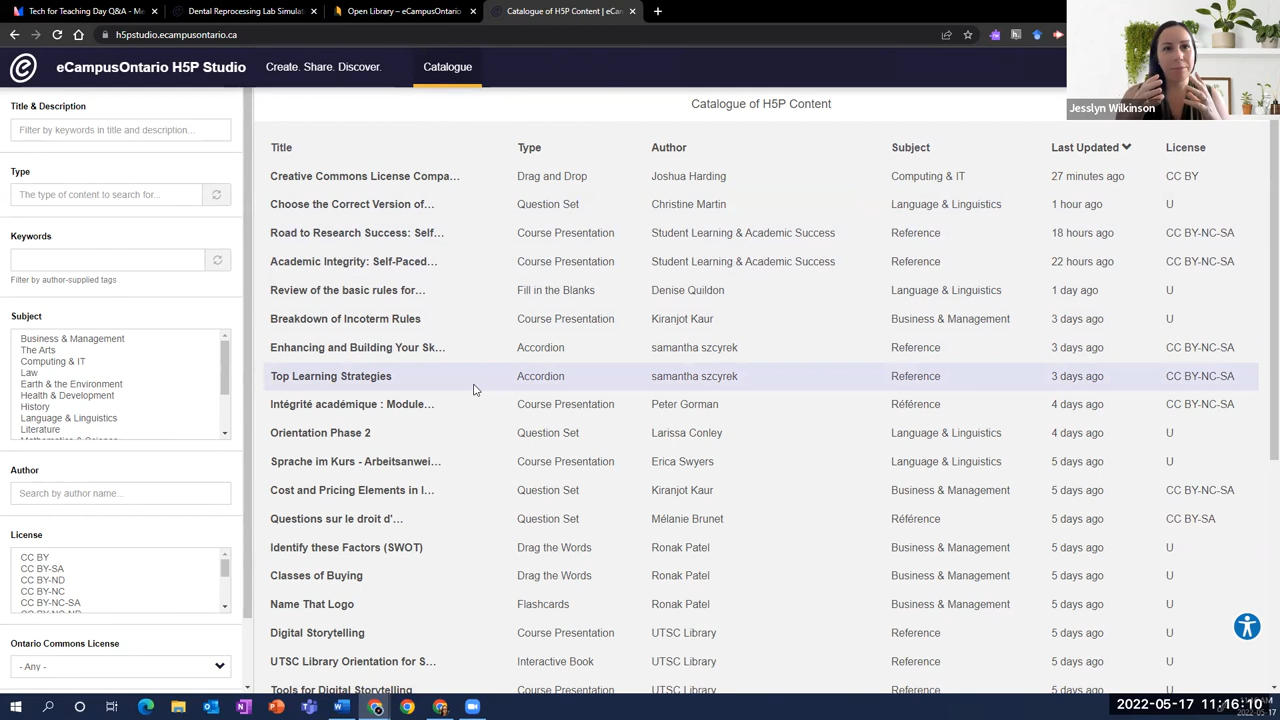 Tech for Teaching Day Q&A - Me
Dental Reprocessing Lab Simulat
Open Library – eCampusOntario
Catalogue of H5P Content | eCan
h5pstudio.ecampusontario.ca
eCampusOntario H5P Studio
Create. Share. Discover.
Catalogue
Jesslyn Wilkinson
Title & Description
Filter by keywords in title and description...
Type
The type of content to search for...
Keywords
Filter by author-supplied tags
Subject
Business & Management
The Arts
Computing & IT
Law
Earth & the Environment
Health & Development
History
Language & Linguistics
Literature
Author
Search by author name...
License
CC BY
CC BY-SA
CC BY-ND
CC BY-NC
CC BY-NC-SA
Ontario Commons License
- Any -
Catalogue of H5P Content
Title Type Author Subject Last Updated License
Creative Commons License Compa... Drag and Drop Joshua Harding Computing & IT 27 minutes ago CC BY
Choose the Correct Version of... Question Set Christine Martin Language & Linguistics 1 hour ago U
Road to Research Success: Self... Course Presentation Student Learning & Academic Success Reference 18 hours ago CC BY-NC-SA
Academic Integrity: Self-Paced... Course Presentation Student Learning & Academic Success Reference 22 hours ago CC BY-NC-SA
Review of the basic rules for... Fill in the Blanks Denise Quildon Language & Linguistics 1 day ago U
Breakdown of Incoterm Rules Course Presentation Kiranjot Kaur Business & Management 3 days ago U
Enhancing and Building Your Sk... Accordion samantha szcyrek Reference 3 days ago CC BY-NC-SA
Top Learning Strategies Accordion samantha szcyrek Reference 3 days ago CC BY-NC-SA
Intégrité académique : Module... Course Presentation Peter Gorman Référence 4 days ago CC BY-NC-SA
Orientation Phase 2 Question Set Larissa Conley Language & Linguistics 4 days ago U
Sprache im Kurs - Arbeitsanwei... Course Presentation Erica Swyers Language & Linguistics 5 days ago U
Cost and Pricing Elements in I... Question Set Kiranjot Kaur Business & Management 5 days ago CC BY-NC-SA
Questions sur le droit d'... Question Set Mélanie Brunet Référence 5 days ago CC BY-SA
Identify these Factors (SWOT) Drag the Words Ronak Patel Business & Management 5 days ago U
Classes of Buying Drag the Words Ronak Patel Business & Management 5 days ago U
Name That Logo Flashcards Ronak Patel Business & Management 5 days ago U
Digital Storytelling Course Presentation UTSC Library Reference 5 days ago U
UTSC Library Orientation for S... Interactive Book UTSC Library Reference 5 days ago U
Tools for Digital Storytelling Course Presentation UTSC Library Reference 5 days ago U
2022-05-17 11:16:10
2022-05-17